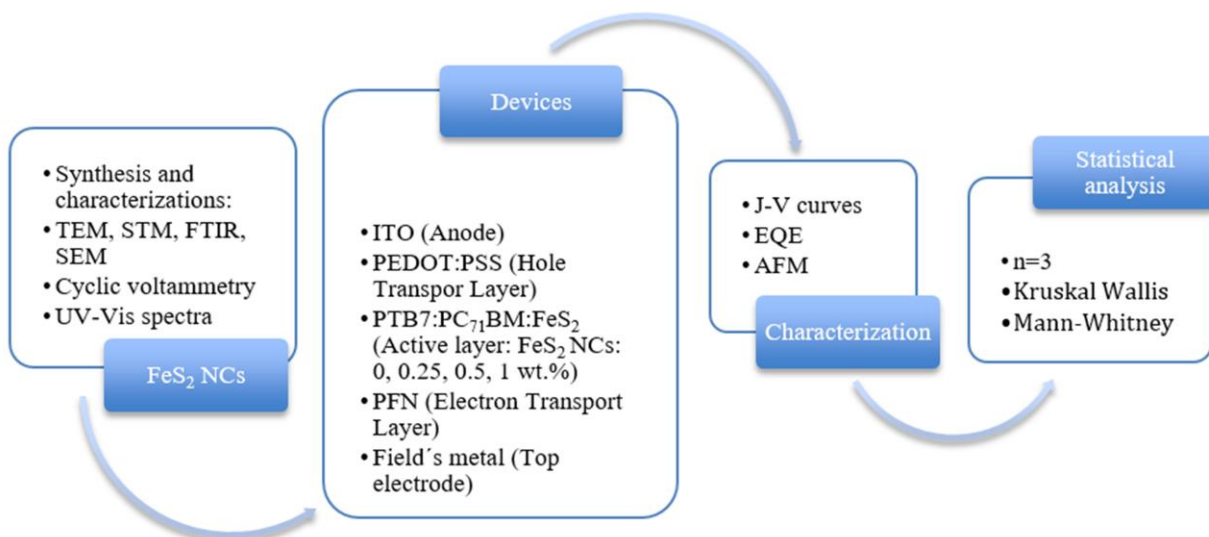 • Synthesis and
characterizations:
• TEM, STM, FTIR,
SEM
• Cyclic voltammetry
• UV-Vis spectra
FeS₂ NCs
Devices
• ITO (Anode)
• PEDOT:PSS (Hole
Transpor Layer)
• PTB7:PC₇₁BM:FeS₂
(Active layer: FeS₂ NCs:
0, 0.25, 0.5, 1 wt.%)
• PFN (Electron Transport
Layer)
• Field´s metal (Top
electrode)
• J-V curves
• EQE
• AFM
Characterization
Statistical
analysis
• n=3
• Kruskal Wallis
• Mann-Whitney